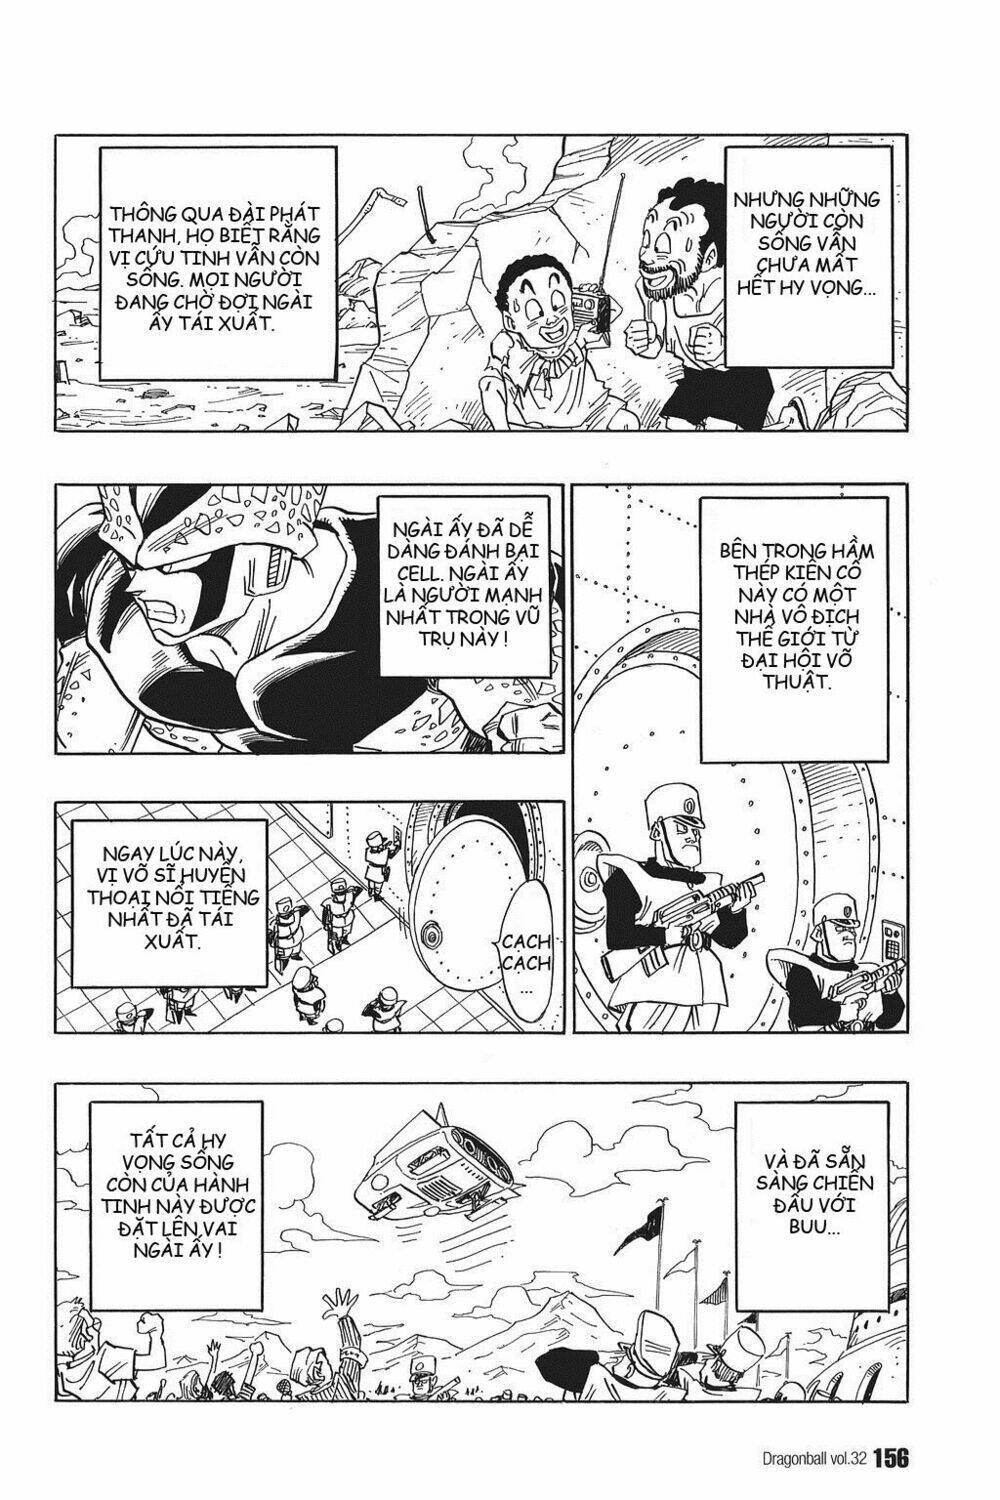 NHƯNG NHỮNG
NGƯỜI CÒN
SỐNG VẪN
CHƯA MẤT
HẾT HY VỌNG...
THÔNG QUA ĐÀI PHÁT
THANH, HỌ BIẾT RẰNG
VỊ CỨU TINH VẪN CÒN
SỐNG. MỌI NGƯỜI
ĐANG CHỜ ĐỢI NGÀI
ẤY TÁI XUẤT.
BÊN TRONG HẦM
THÉP KIÊN CỐ
NÀY CÓ MỘT
NHÀ VÔ ĐỊCH
THẾ GIỚI TỪ
ĐẠI HỘI VÕ
THUẬT.
NGÀI ẤY ĐÃ DỄ
DÀNG ĐÁNH BẠI
CELL. NGÀI ẤY
LÀ NGƯỜI MẠNH
NHẤT TRONG VŨ
TRỤ NÀY !
CẠCH
CẠCH
...
NGAY LÚC NÀY,
VỊ VÕ SĨ HUYỀN
THOẠI NỔI TIẾNG
NHẤT ĐÃ TÁI
XUẤT.
VÀ ĐÃ SẴN
SÀNG CHIẾN
ĐẤU VỚI
BUU...
TẤT CẢ HY
VỌNG SỐNG
CÒN CỦA HÀNH
TINH NÀY ĐƯỢC
ĐẶT LÊN VAI
NGÀI ẤY !
Dragonball vol.32 156